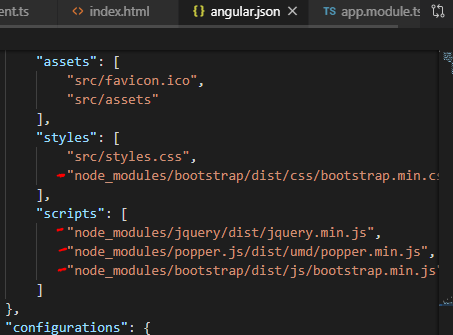 ent.ts <> index.html {} angular.json × TS app.module.ts
"assets": [
"src/favicon.ico",
"src/assets"
],
"styles": [
"src/styles.css",
"node_modules/bootstrap/dist/css/bootstrap.min.cs
],
"scripts": [
"node_modules/jquery/dist/jquery.min.js",
"node_modules/popper.js/dist/umd/popper.min.js",
"node_modules/bootstrap/dist/js/bootstrap.min.js"
]
},
"configurations": {